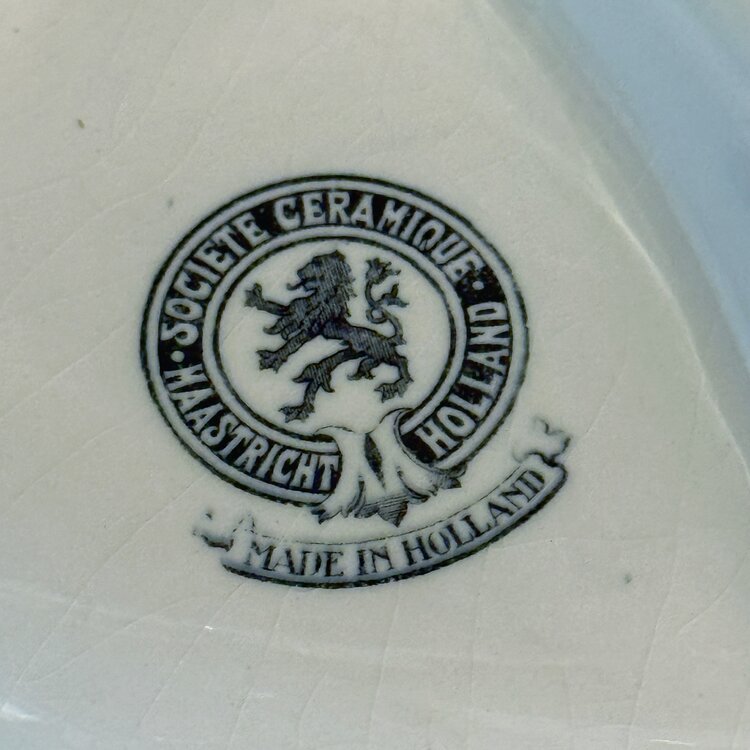 · SOCIETE CERAMIQUE ·
MAASTRICHT HOLLAND
MADE IN HOLLAND